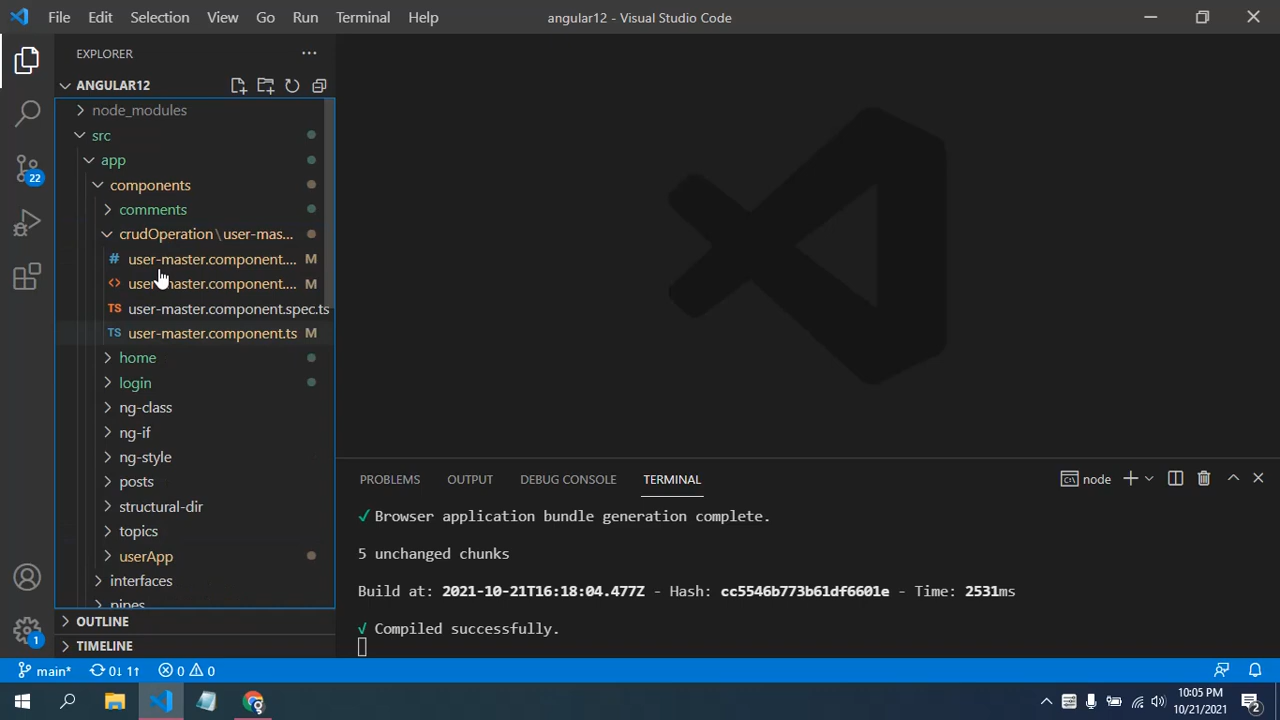 File Edit Selection View Go Run Terminal Help
angular12 - Visual Studio Code
EXPLORER
ANGULAR12
node_modules
src
app
components
comments
crudOperation\user-mas...
user-master.component.... M
user-master.component.... M
user-master.component.spec.ts
user-master.component.ts M
home
login
ng-class
ng-if
ng-style
posts
structural-dir
topics
userApp
interfaces
pipes
OUTLINE
TIMELINE
22
1
PROBLEMS OUTPUT DEBUG CONSOLE TERMINAL
node
✓ Browser application bundle generation complete.
5 unchanged chunks
Build at: 2021-10-21T16:18:04.477Z - Hash: cc5546b773b61df6601e - Time: 2531ms
√ Compiled successfully.
main* 0↓ 1↑ 0 0
10:05 PM
10/21/2021
2